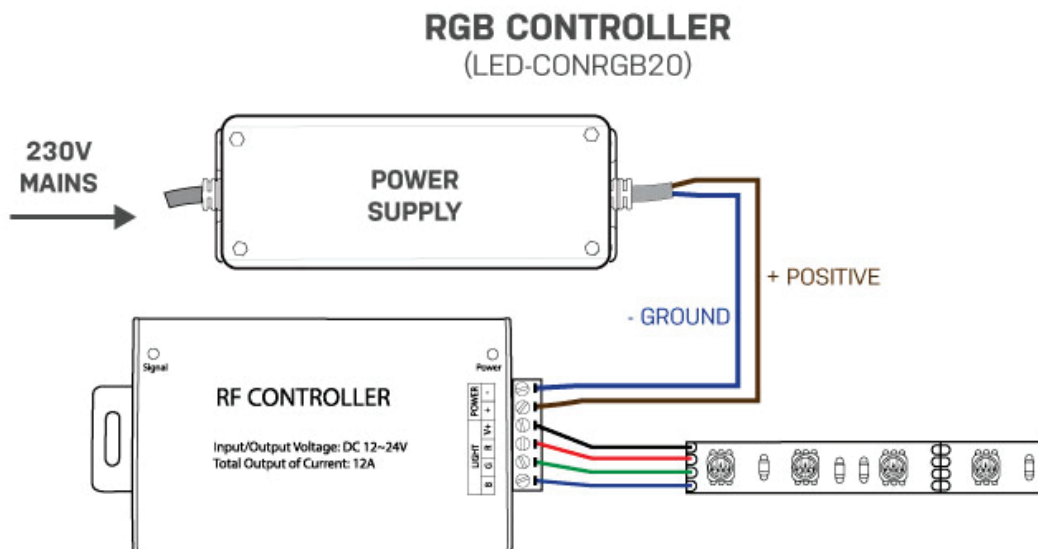 RGB CONTROLLER
(LED-CONRGB20)
230V
MAINS
POWER
SUPPLY
+ POSITIVE
- GROUND
Signal
Power
RF CONTROLLER
Input/Output Voltage: DC 12~24V
Total Output of Current: 12A
POWER
-
+
LIGHT
V+
R
G
B